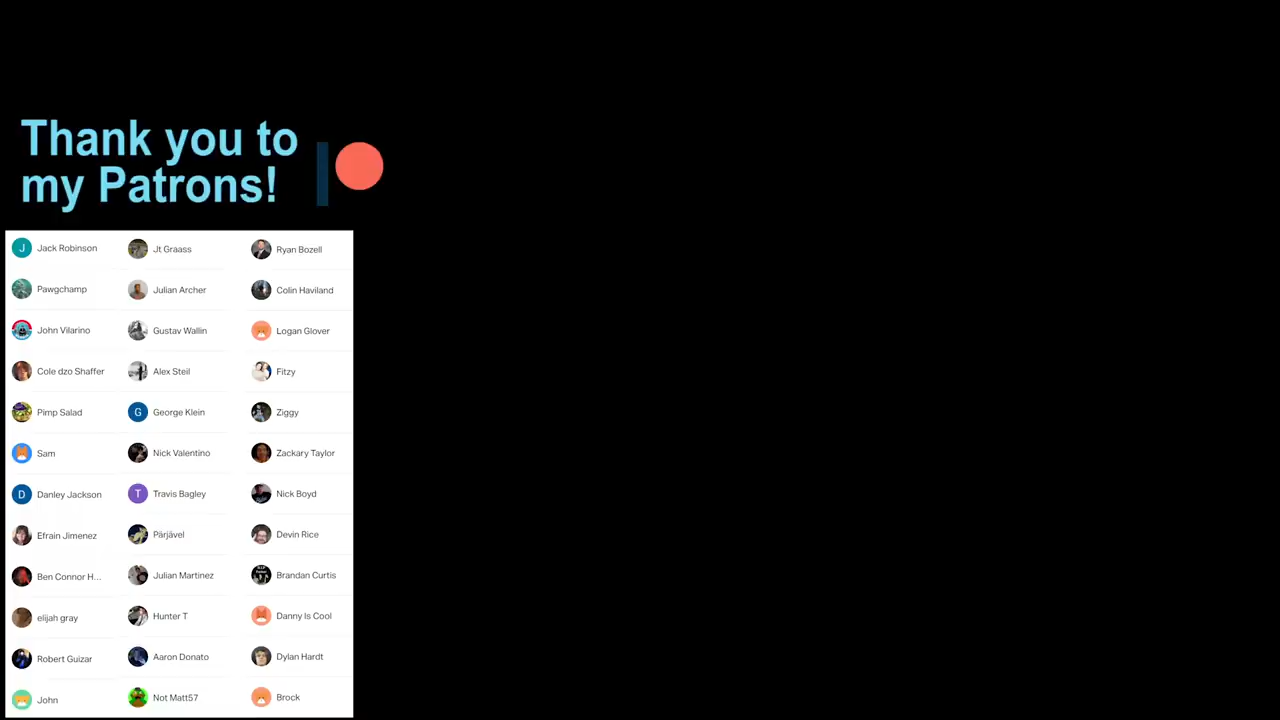 Thank you to
my Patrons!
J Jack Robinson
Pawgchamp
John Vilarino
Cole dzo Shaffer
Pimp Salad
Sam
D Danley Jackson
Efrain Jimenez
Ben Connor H...
elijah gray
Robert Guizar
John
Jt Graass
Julian Archer
Gustav Wallin
Alex Steil
G George Klein
Nick Valentino
T Travis Bagley
Pärjävel
Julian Martinez
Hunter T
Aaron Donato
Not Matt57
Ryan Bozell
Colin Haviland
Logan Glover
Fitzy
Ziggy
Zackary Taylor
Nick Boyd
Devin Rice
Brandan Curtis
Danny Is Cool
Dylan Hardt
Brock